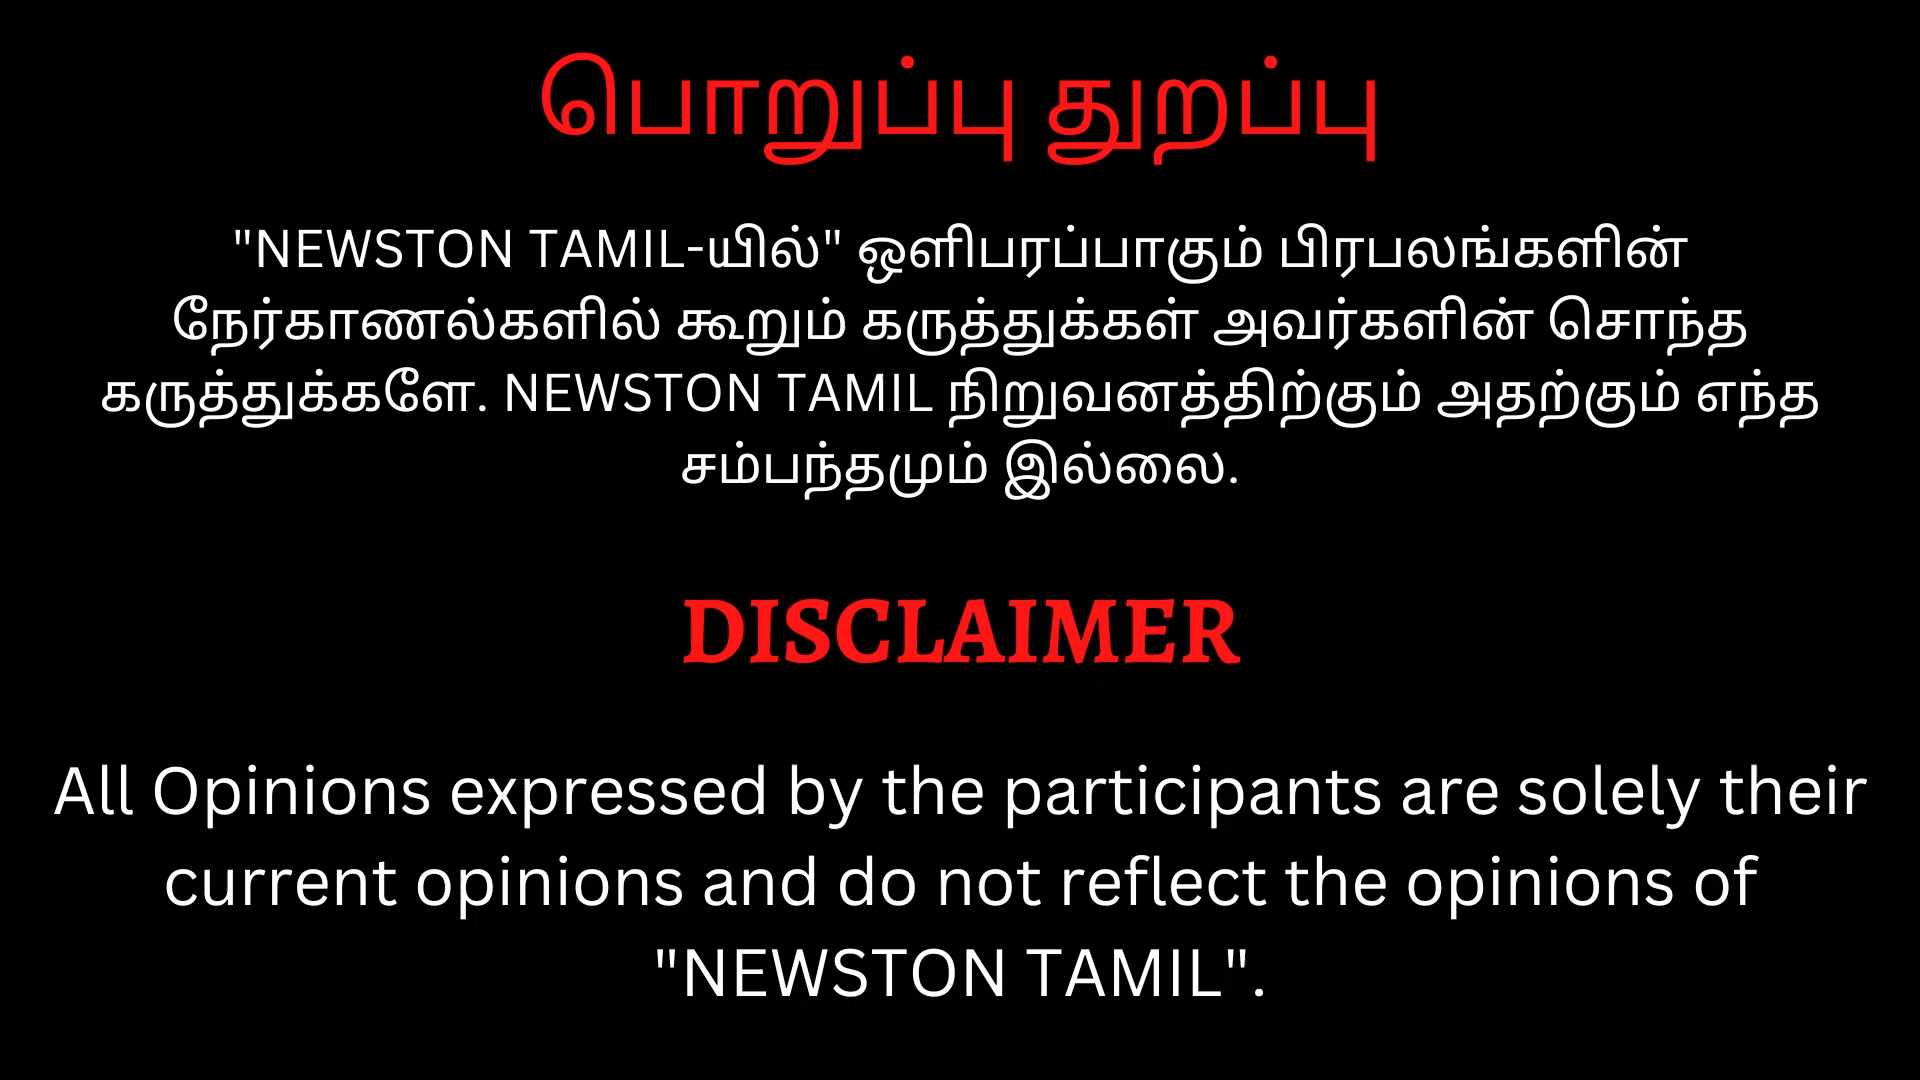 பொறுப்பு துறப்பு
"NEWSTON TAMIL-யில்" ஒளிபரப்பாகும் பிரபலங்களின்
நேர்காணல்களில் கூறும் கருத்துக்கள் அவர்களின் சொந்த
கருத்துக்களே. NEWSTON TAMIL நிறுவனத்திற்கும் அதற்கும் எந்த
சம்பந்தமும் இல்லை.
DISCLAIMER
All Opinions expressed by the participants are solely their
current opinions and do not reflect the opinions of
"NEWSTON TAMIL".